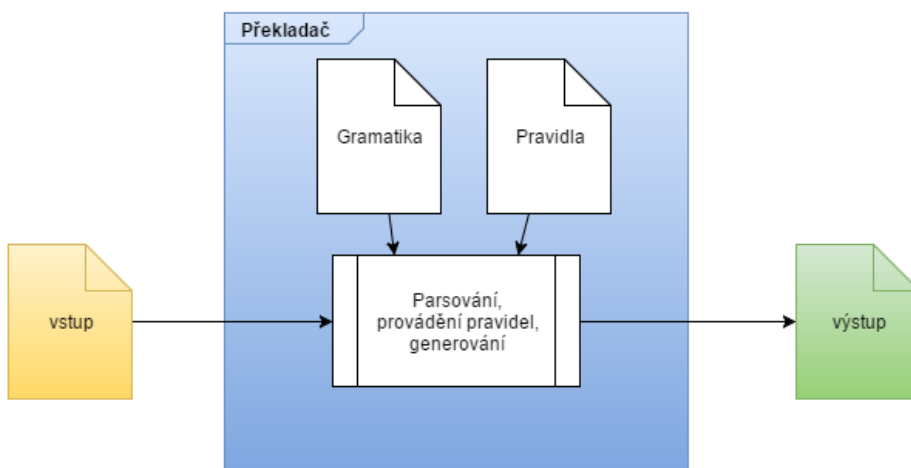 Překladač
Gramatika
Pravidla
vstup
Parsování,
provádění pravidel,
generování
výstup